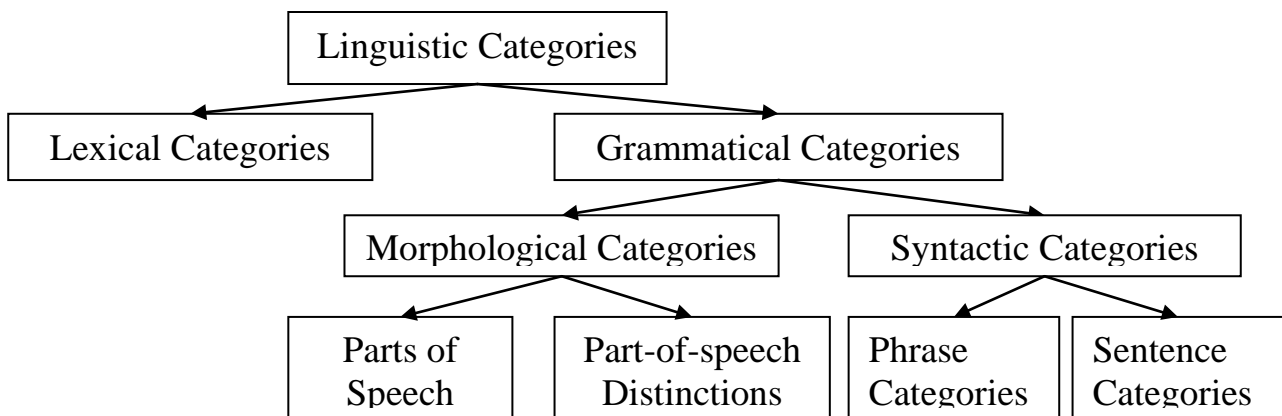 Linguistic Categories
Lexical Categories
Grammatical Categories
Morphological Categories
Syntactic Categories
Parts of
Speech
Part-of-speech
Distinctions
Phrase
Categories
Sentence
Categories